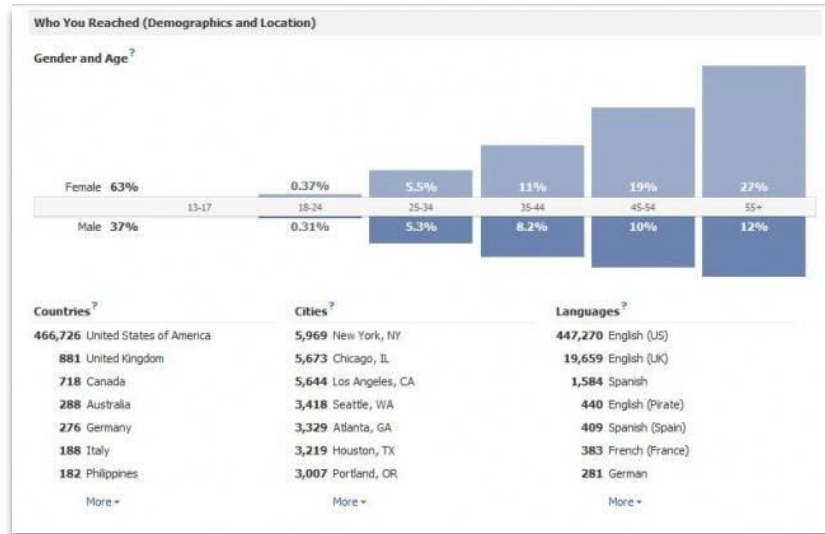 Who You Reached (Demographics and Location)
Gender and Age?
Female 63% 0.37% 5.5% 11% 19% 27%
13-17 18-24 25-34 35-44 45-54 55+
Male 37% 0.31% 5.3% 8.2% 10% 12%
Countries? Cities? Languages?
466,726 United States of America 5,969 New York, NY 447,270 English (US)
881 United Kingdom 5,673 Chicago, IL 19,659 English (UK)
718 Canada 5,644 Los Angeles, CA 1,584 Spanish
288 Australia 3,418 Seattle, WA 440 English (Pirate)
276 Germany 3,329 Atlanta, GA 409 Spanish (Spain)
188 Italy 3,219 Houston, TX 383 French (France)
182 Philippines 3,007 Portland, OR 281 German
More More More